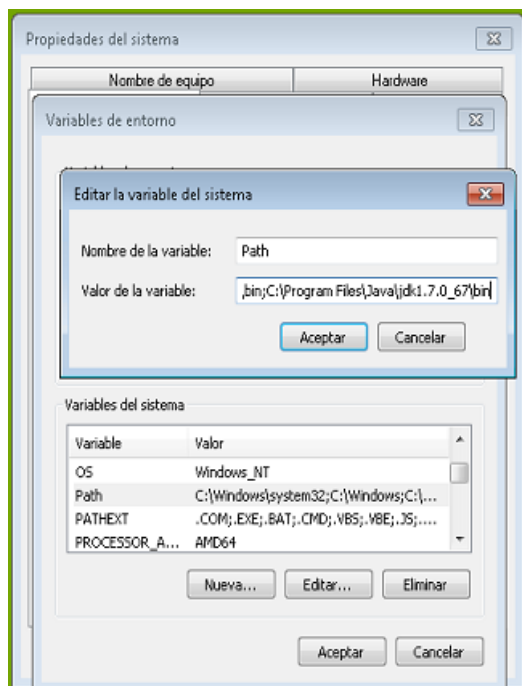 Propiedades del sistema
Nombre de equipo Hardware
Variables de entorno
Editar la variable del sistema
Nombre de la variable: Path
Valor de la variable: ,bin;C:\Program Files\Java\jdk1.7.0_67\bin
Aceptar Cancelar
Variables del sistema
Variable Valor
OS Windows_NT
Path C:\Windows\system32;C:\Windows;C:\...
PATHEXT .COM;.EXE;.BAT;.CMD;.VBS;.VBE;.JS;....
PROCESSOR_A... AMD64
Nueva... Editar... Eliminar
Aceptar Cancelar